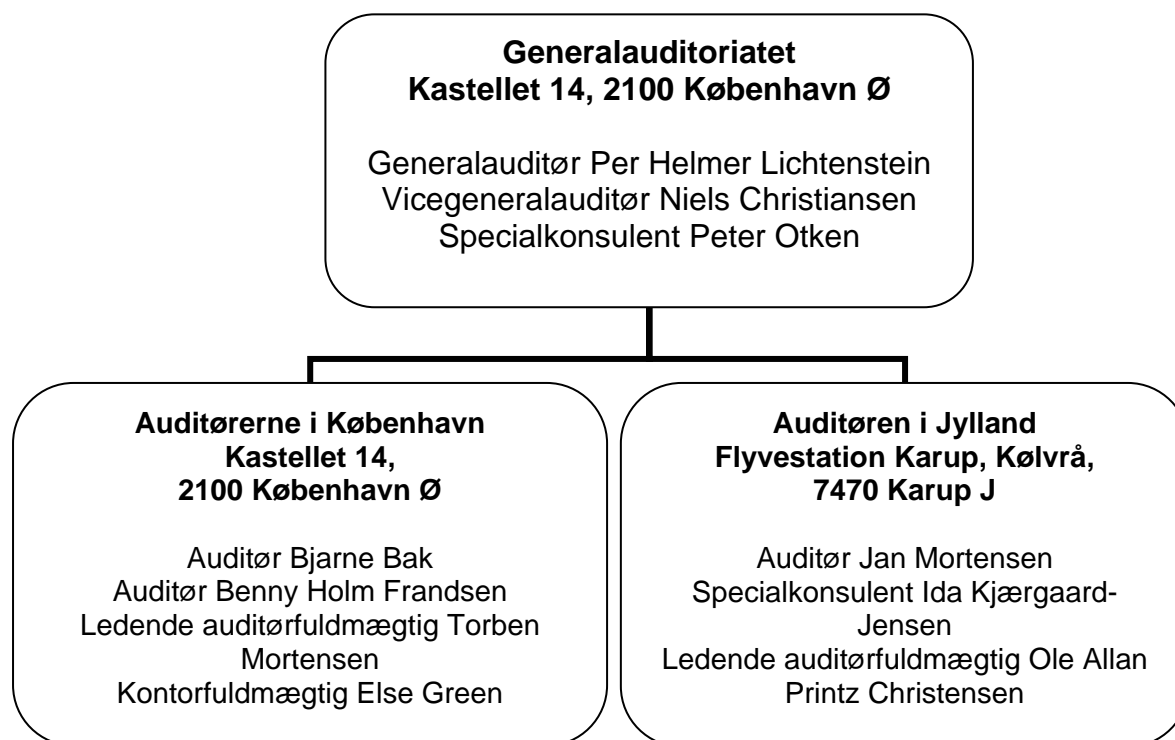 Generalauditoriatet
Kastellet 14, 2100 København Ø
Generalauditør Per Helmer Lichtenstein
Vicegeneralauditør Niels Christiansen
Specialkonsulent Peter Otken
Auditørerne i København
Kastellet 14,
2100 København Ø
Auditør Bjarne Bak
Auditør Benny Holm Frandsen
Ledende auditørfuldmægtig Torben
Mortensen
Kontorfuldmægtig Else Green
Auditøren i Jylland
Flyvestation Karup, Kølvrå,
7470 Karup J
Auditør Jan Mortensen
Specialkonsulent Ida Kjærgaard-
Jensen
Ledende auditørfuldmægtig Ole Allan
Printz Christensen